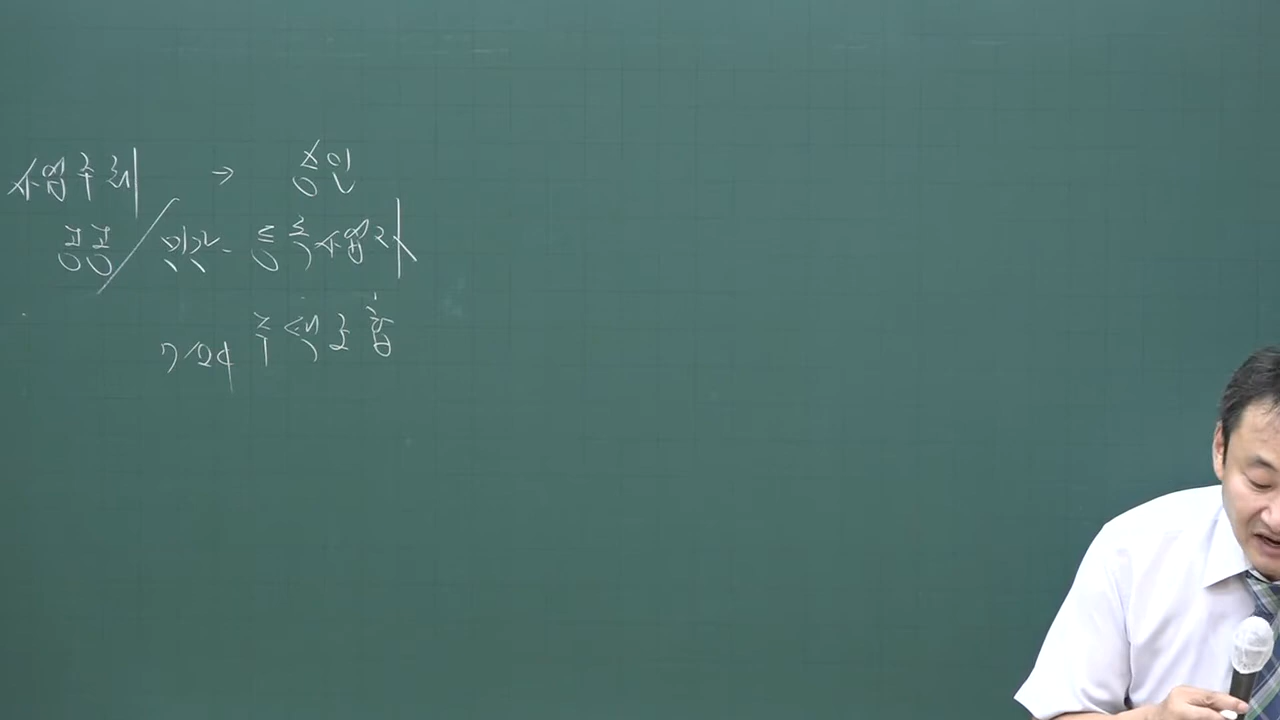 사업주체 → 승인
공공 / 민간 - 등록사업자
지역 주택조합